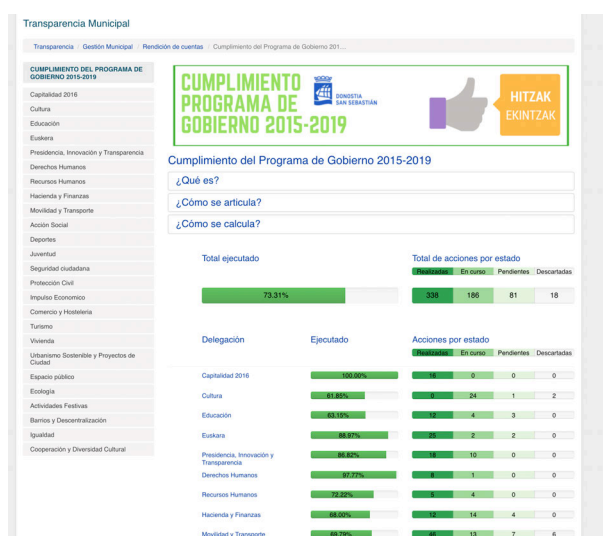 Transparencia Municipal
Transparencia / Gestión Municipal / Rendición de cuentas / Cumplimiento del Programa de Gobierno 201...
CUMPLIMIENTO DEL PROGRAMA DE
GOBIERNO 2015-2019
Capitalidad 2016
Cultura
Educación
Euskera
Presidencia, Innovación y Transparencia
Derechos Humanos
Recursos Humanos
Hacienda y Finanzas
Movilidad y Transporte
Acción Social
Deportes
Juventud
Seguridad ciudadana
Protección Civil
Impulso Economico
Comercio y Hosteleria
Turismo
Vivienda
Urbanismo Sostenible y Proyectos de
Ciudad
Espacio público
Ecología
Actividades Festivas
Barrios y Descentralización
Igualdad
Cooperación y Diversidad Cultural
CUMPLIMIENTO
PROGRAMA DE
GOBIERNO 2015-2019
DONOSTIA
SAN SEBASTIÁN
HITZAK
EKINTZAK
Cumplimiento del Programa de Gobierno 2015-2019
¿Qué es?
¿Cómo se articula?
¿Cómo se calcula?
Total ejecutado Total de acciones por estado
Realizadas En curso Pendientes Descartadas
73.31% 338 186 81 18
Delegación Ejecutado Acciones por estado
Realizadas En curso Pendientes Descartadas
Capitalidad 2016 100.00% 16 0 0 0
Cultura 61.85% 0 24 1 2
Educación 63.15% 12 4 3 0
Euskara 88.97% 25 2 2 0
Presidencia, Innovación y
Transparencia 86.82% 18 10 0 0
Derechos Humanos 97.77% 8 1 0 0
Recursos Humanos 72.22% 5 4 0 0
Hacienda y Finanzas 68.00% 12 14 4 0
Movilidad y Transporte 69.79% 46 13 7 6